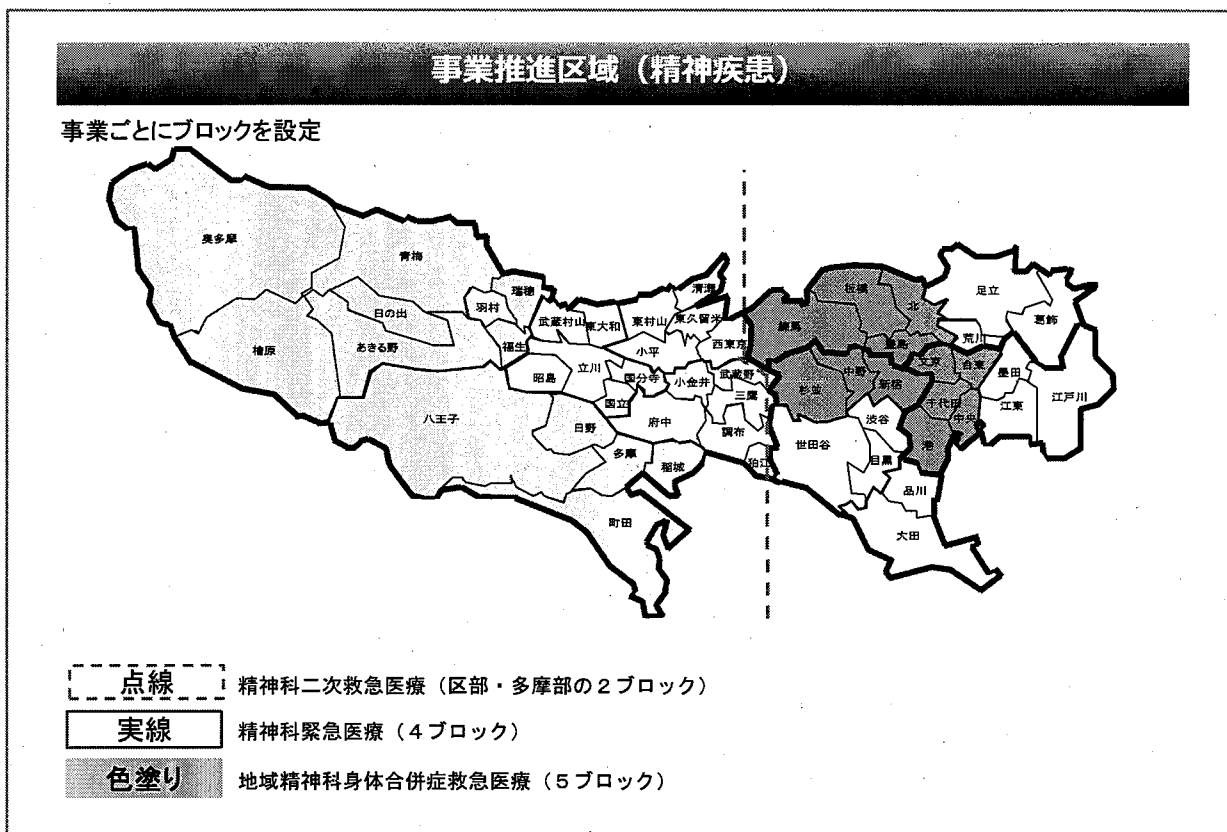 事業推進区域（精神疾患）
事業ごとにブロックを設定
奥多摩
青梅
瑞穂
羽村
日の出
檜原
あきる野
福生
武蔵村山
東大和
東村山
清瀬
東久留米
西東京
小平
立川
昭島
国分寺
小金井
武蔵野
三鷹
国立
八王子
日野
府中
調布
多摩
稲城
狛江
町田
練馬
板橋
北
豊島
足立
葛飾
荒川
文京
台東
墨田
杉並
中野
新宿
千代田
中央
江東
江戸川
渋谷
港
世田谷
目黒
品川
大田
点線 精神科二次救急医療（区部・多摩部の２ブロック）
実線 精神科緊急医療（４ブロック）
色塗り 地域精神科身体合併症救急医療（５ブロック）